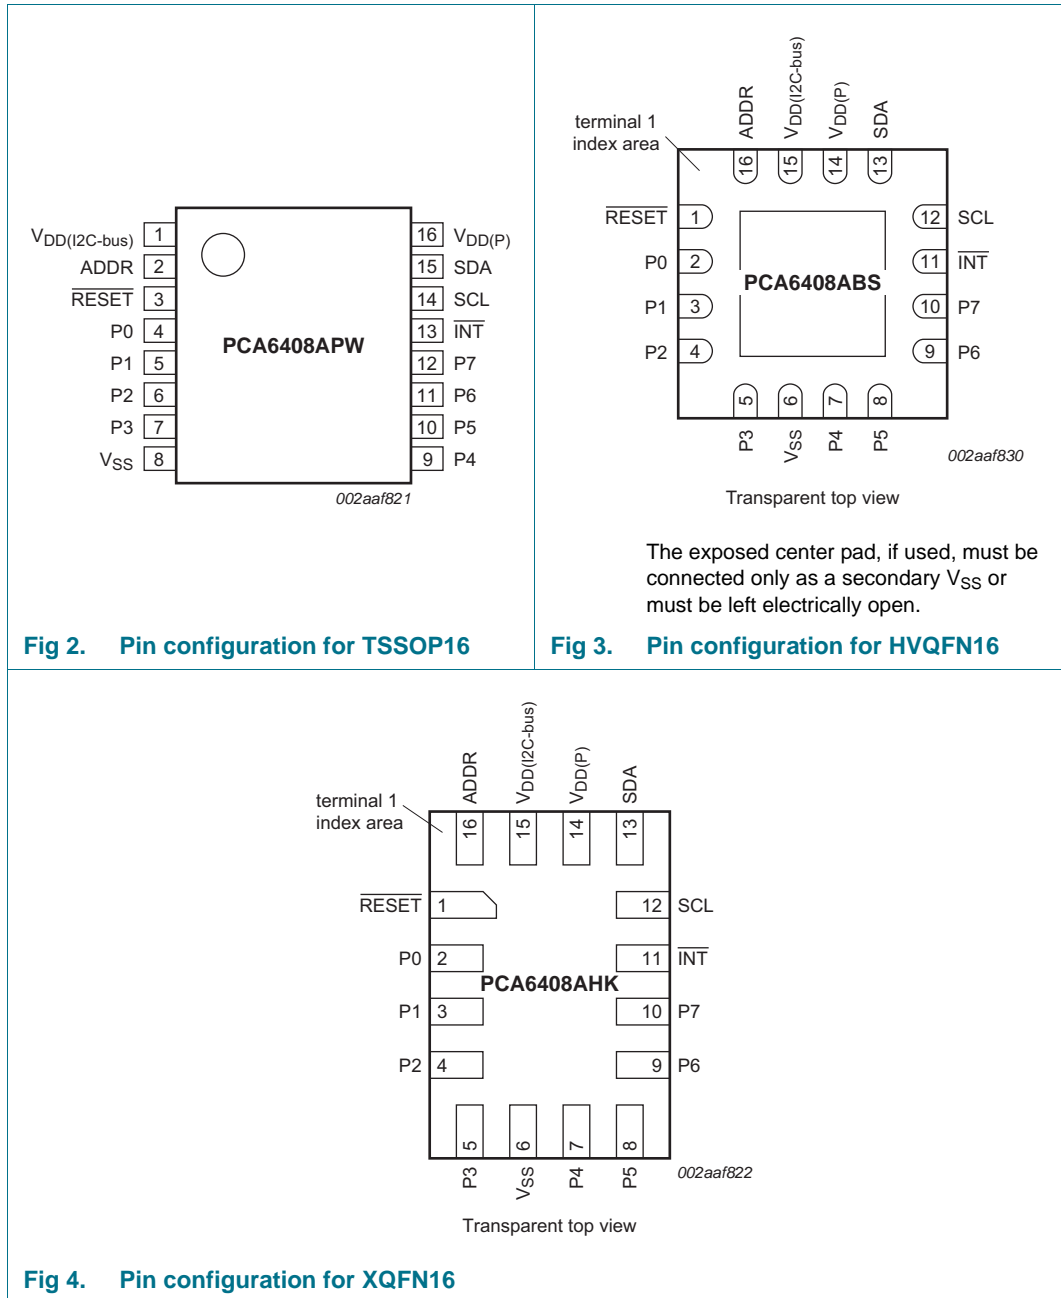 VDD(I2C-bus) 1
ADDR 2
RESET 3
P0 4
P1 5
P2 6
P3 7
VSS 8
PCA6408APW
16 VDD(P)
15 SDA
14 SCL
13 INT
12 P7
11 P6
10 P5
9 P4
002aaf821
Fig 2. Pin configuration for TSSOP16
terminal 1
index area
ADDR
VDD(I2C-bus)
VDD(P)
SDA
16 15 14 13
RESET 1
P0 2
P1 3
P2 4
PCA6408ABS
12 SCL
11 INT
10 P7
9 P6
5 6 7 8
P3
VSS
P4
P5
002aaf830
Transparent top view
The exposed center pad, if used, must be
connected only as a secondary VSS or
must be left electrically open.
Fig 3. Pin configuration for HVQFN16
terminal 1
index area
ADDR
VDD(I2C-bus)
VDD(P)
SDA
16 15 14 13
RESET 1
P0 2
P1 3
P2 4
PCA6408AHK
12 SCL
11 INT
10 P7
9 P6
5 6 7 8
P3
VSS
P4
P5
002aaf822
Transparent top view
Fig 4. Pin configuration for XQFN16